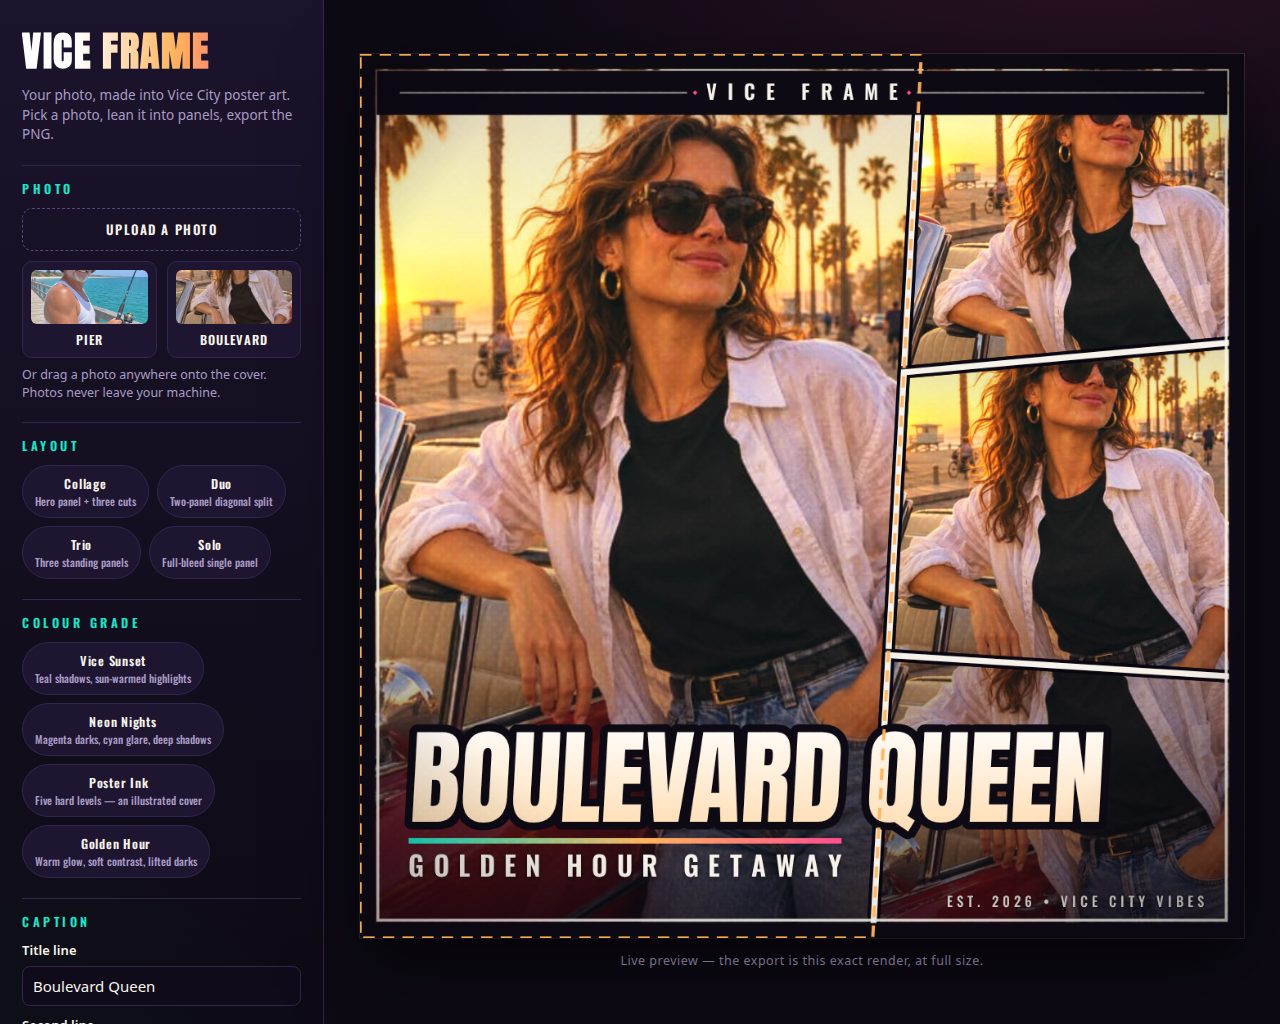 VICE FRAME
Your photo, made into Vice City poster art.
Pick a photo, lean it into panels, export the
PNG.
PHOTO
UPLOAD A PHOTO
PIER
BOULEVARD
Or drag a photo anywhere onto the cover.
Photos never leave your machine.
LAYOUT
Collage
Hero panel + three cuts
Duo
Two-panel diagonal split
Trio
Three standing panels
Solo
Full-bleed single panel
COLOUR GRADE
Vice Sunset
Teal shadows, sun-warmed highlights
Neon Nights
Magenta darks, cyan glare, deep shadows
Poster Ink
Five hard levels — an illustrated cover
Golden Hour
Warm glow, soft contrast, lifted darks
CAPTION
Title line
Boulevard Queen
Second line
VICE FRAME
BOULEVARD QUEEN
GOLDEN HOUR GETAWAY
EST. 2026 • VICE CITY VIBES
Live preview — the export is this exact render, at full size.